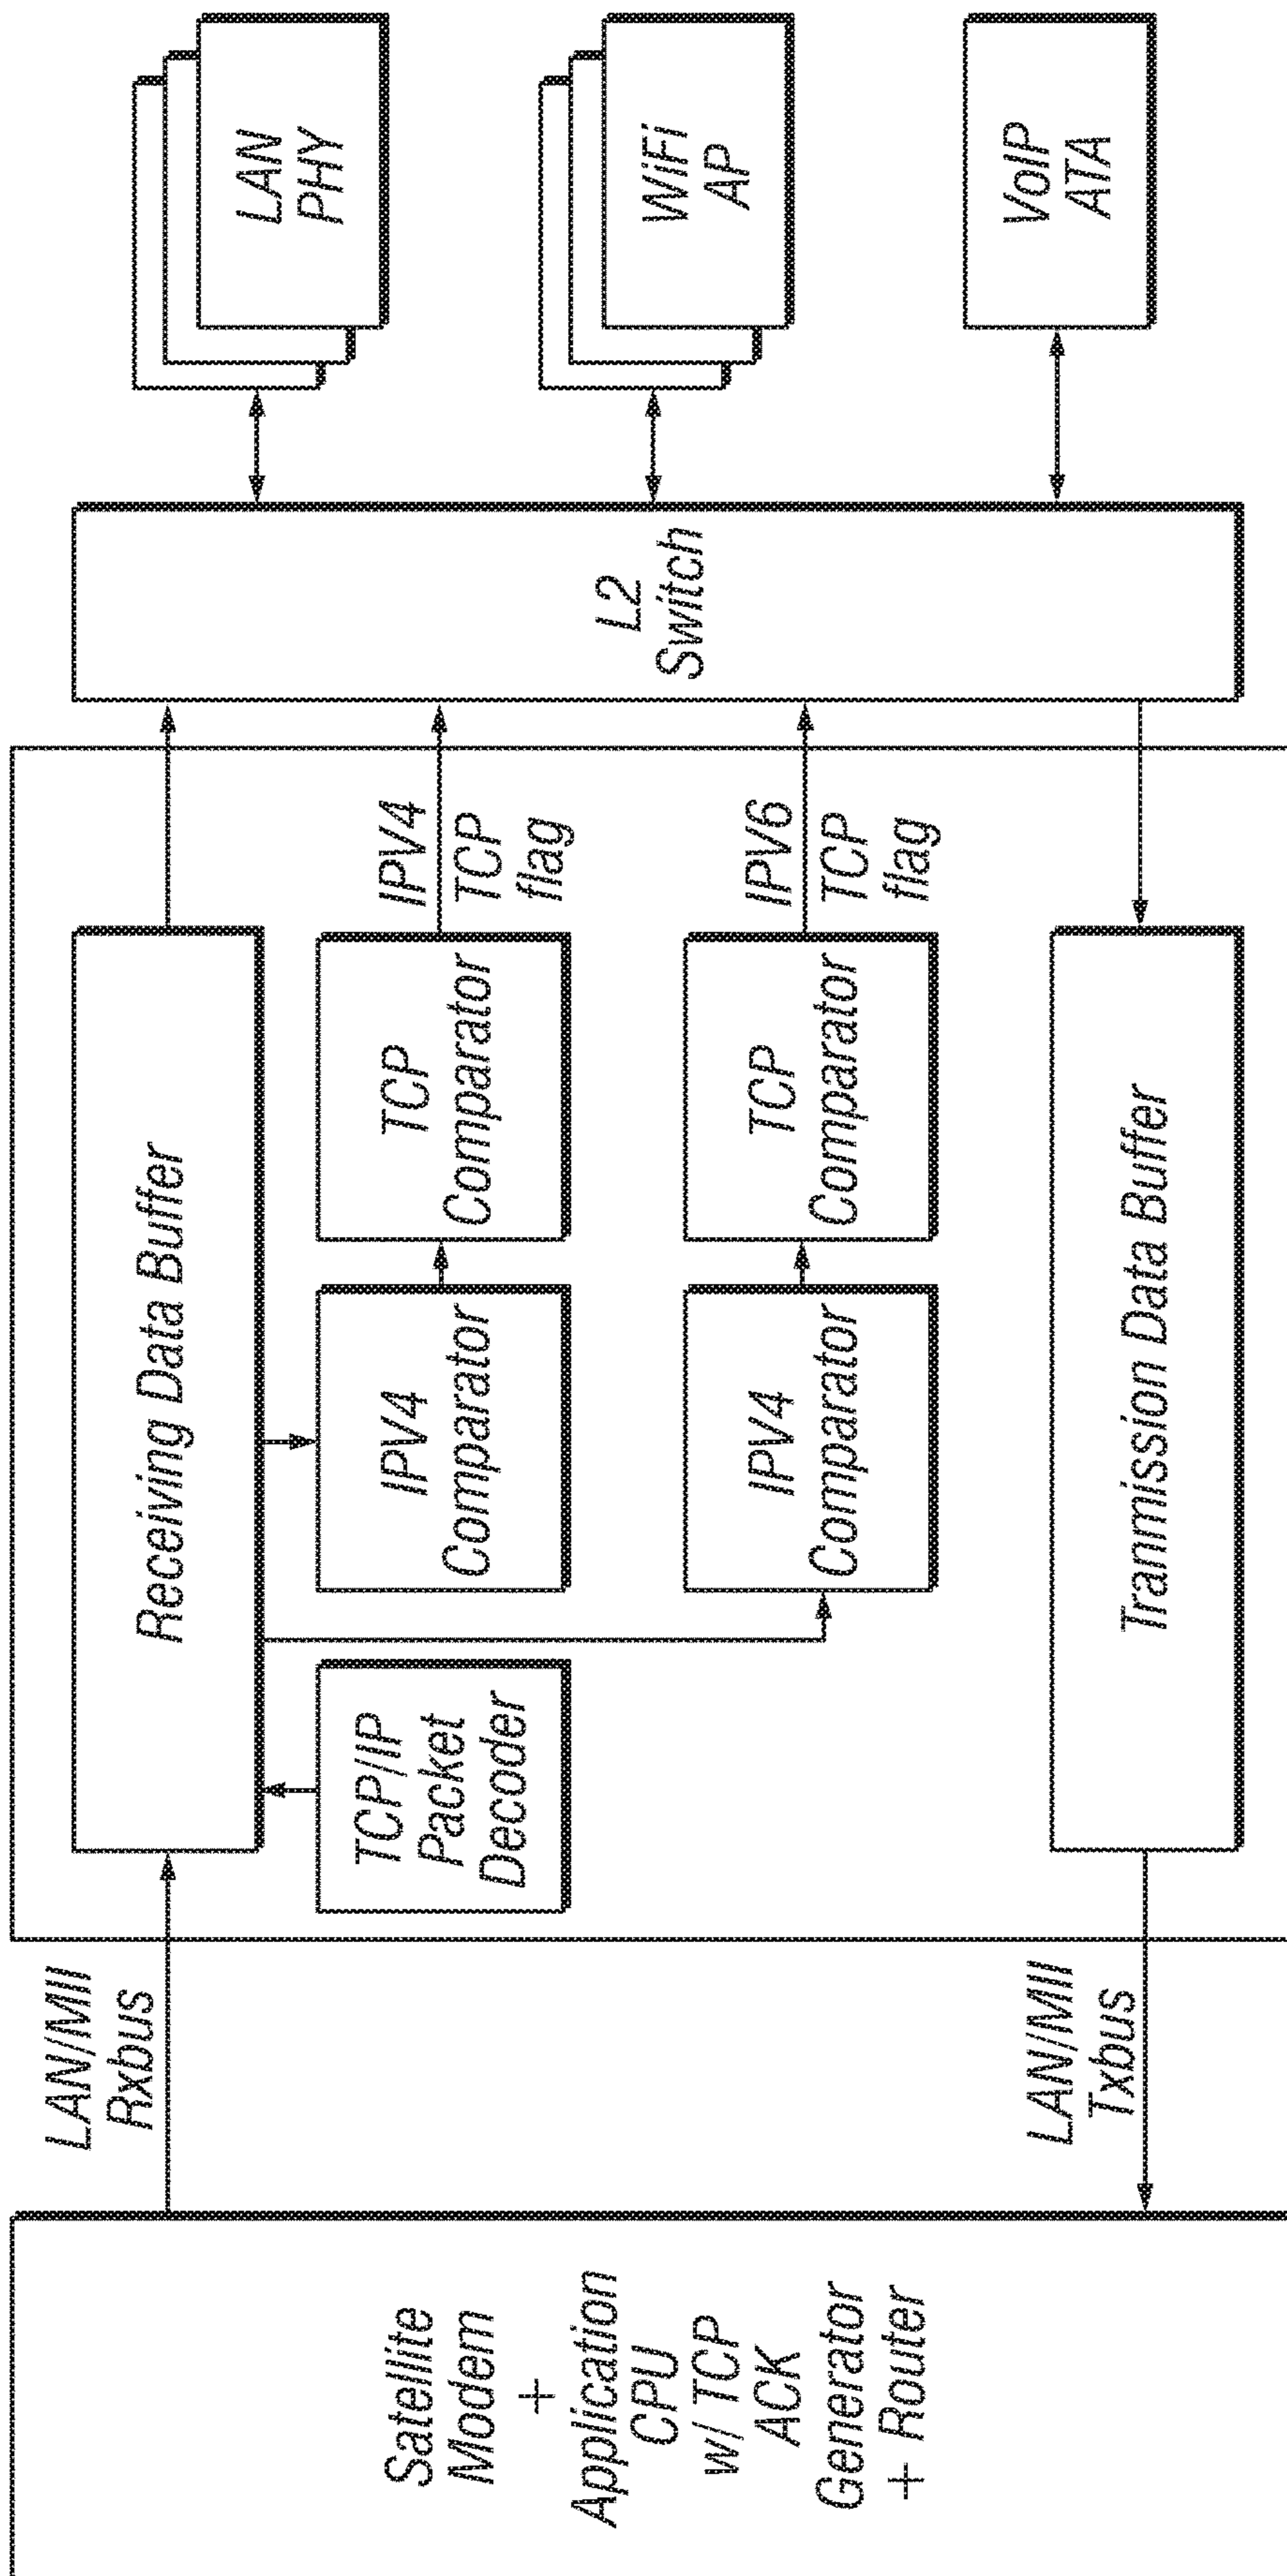 Satellite
Modem
+
Application
CPU
w/ TCP
ACK
Generator
+ Router
LAN/MII
Rxbus
LAN/MII
Txbus
Receiving Data Buffer
TCP/IP
Packet
Decoder
IPV4
Comparator
TCP
Comparator
IPV4
TCP
flag
IPV4
Comparator
TCP
Comparator
IPV6
TCP
flag
Tranmission Data Buffer
L2
Switch
LAN
PHY
WiFi
AP
VoIP
ATA